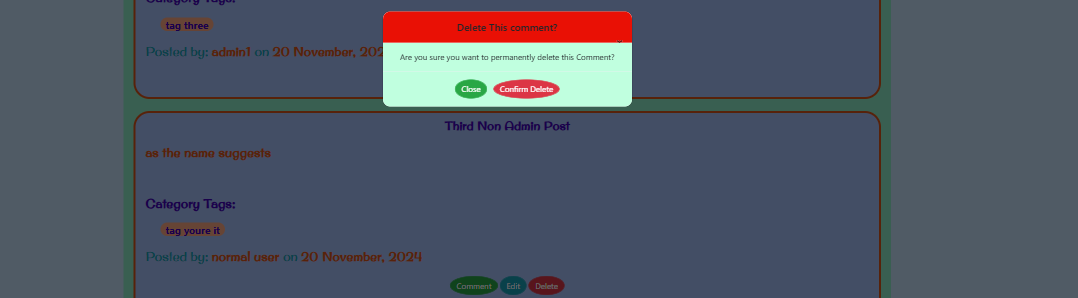 Category Tags:
tag three
Posted by: admin1 on 20 November, 202
Delete This comment?
Are you sure you want to permanently delete this Comment?
Close Confirm Delete
Third Non Admin Post
as the name suggests
Category Tags:
tag youre it
Posted by: normal user on 20 November, 2024
Comment Edit Delete